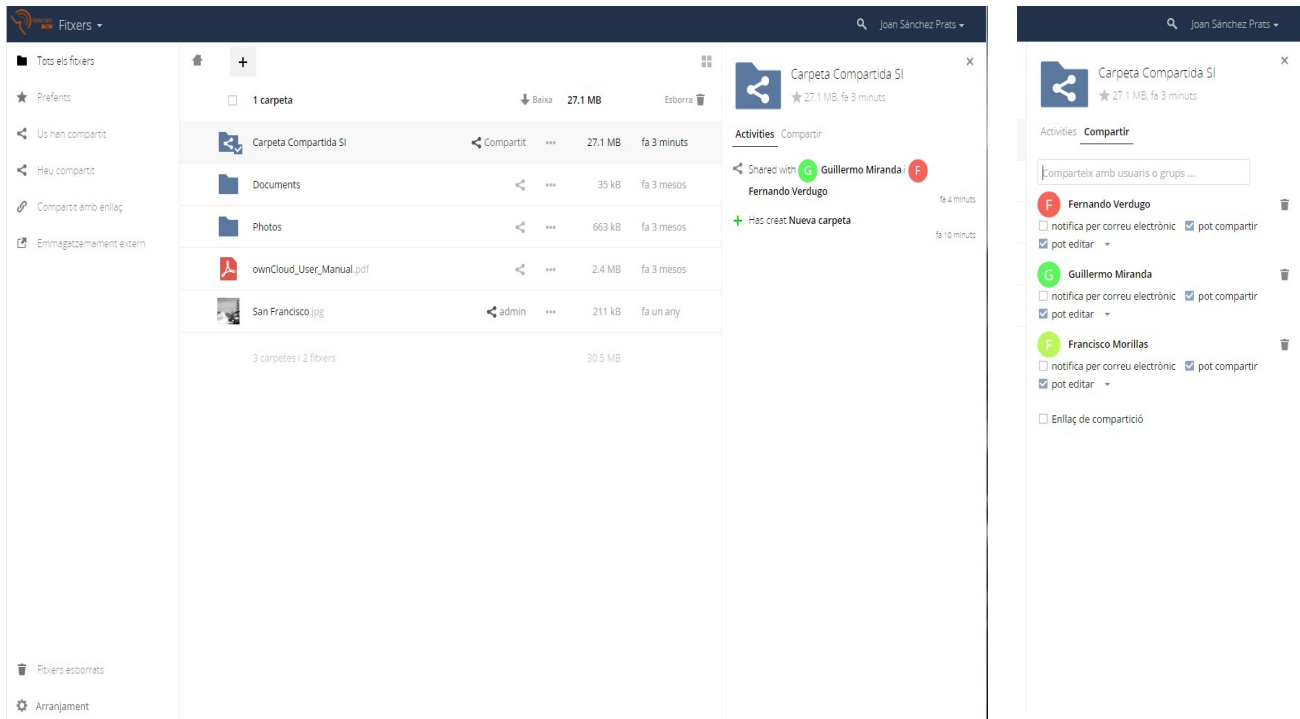 Fitxers
Joan Sánchez Prats
Tots els fitxers
Preferits
Us han compartit
Heu compartit
Compartit amb enllaç
Emmagatzemament extern
Fitxers esborrats
Arranjament
+
1 carpeta Baixa 27.1 MB Esborra
Carpeta Compartida SI Compartit 27.1 MB fa 3 minuts
Documents 35 kB fa 3 mesos
Photos 663 kB fa 3 mesos
ownCloud_User_Manual.pdf 2.4 MB fa 3 mesos
San Francisco.jpg admin 211 kB fa un any
3 carpetes i 2 fitxers 30.5 MB
Carpeta Compartida SI
27.1 MB, fa 3 minuts
Activities Compartir
Shared with G Guillermo Miranda i F
Fernando Verdugo
fa 4 minuts
Has creat Nueva carpeta
fa 10 minuts
Joan Sánchez Prats
Carpeta Compartida SI
27.1 MB, fa 3 minuts
Activities Compartir
Comparteix amb usuaris o grups ...
F Fernando Verdugo
notifica per correu electrònic pot compartir
pot editar
G Guillermo Miranda
notifica per correu electrònic pot compartir
pot editar
F Francisco Morillas
notifica per correu electrònic pot compartir
pot editar
Enllaç de compartició